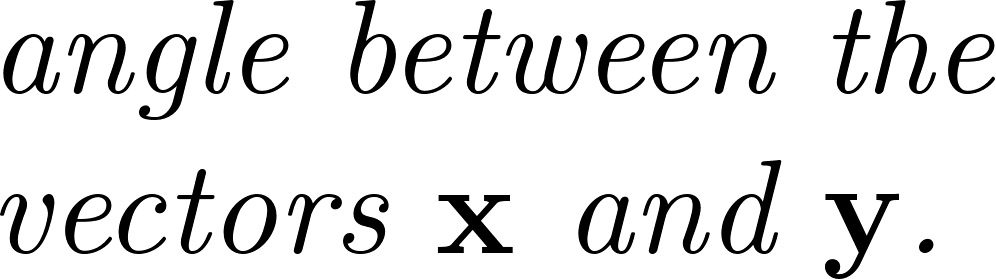 angle between the
vectors x and y.